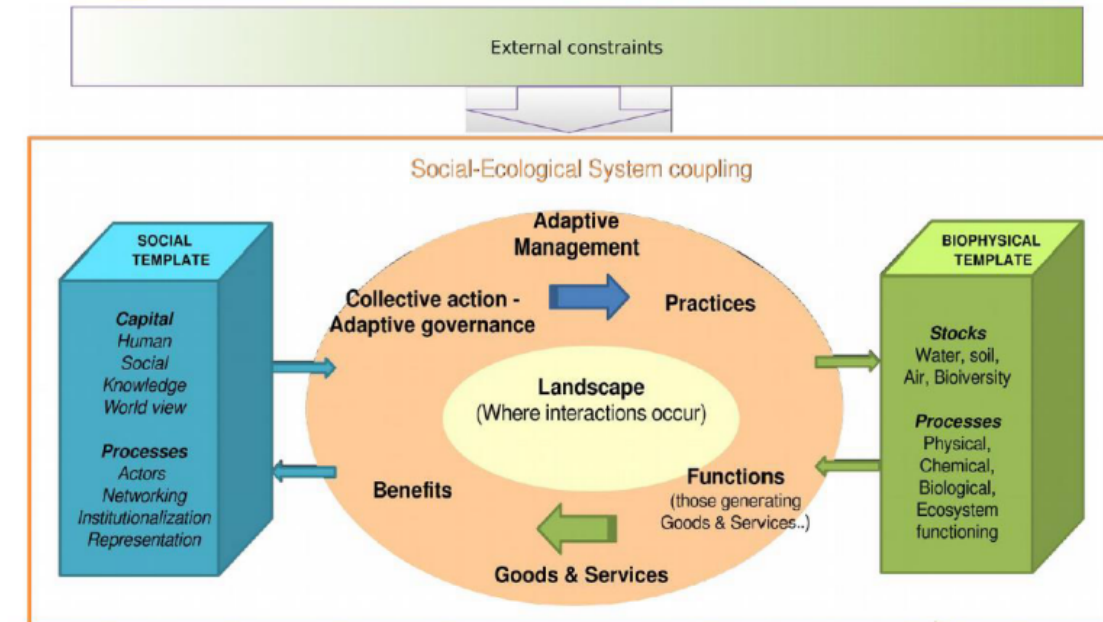 External constraints
Social-Ecological System coupling
SOCIAL
TEMPLATE
Capital
Human
Social
Knowledge
World view
Processes
Actors
Networking
Institutionalization
Representation
Adaptive
Management
Collective action -
Adaptive governance
Practices
Landscape
(Where interactions occur)
Benefits
Functions
(those generating
Goods & Services..)
Goods & Services
BIOPHYSICAL
TEMPLATE
Stocks
Water, soil,
Air, Bioiversity
Processes
Physical,
Chemical,
Biological,
Ecosystem
functioning